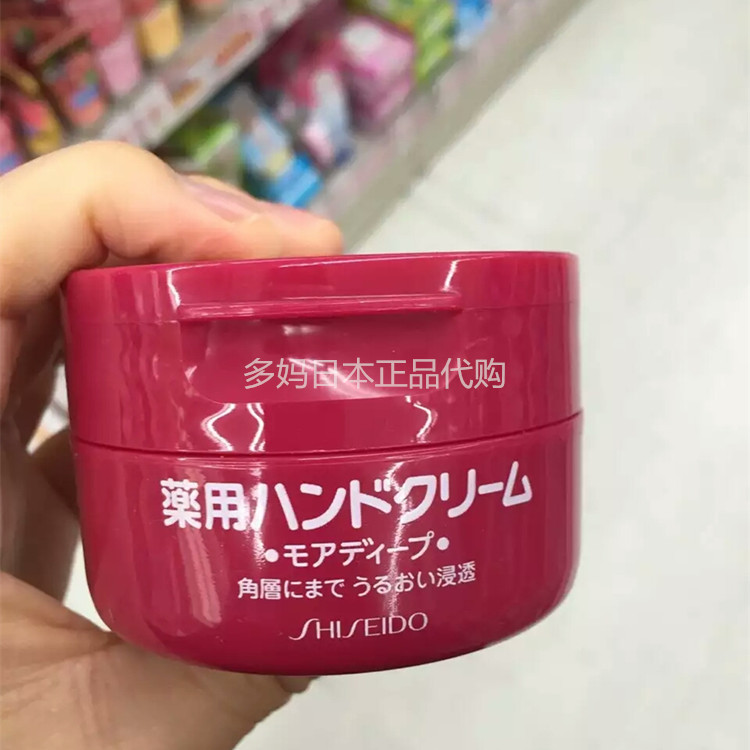 多妈日本正品代购
薬用ハンドクリーム
•モアディープ•
角層にまで うるおい浸透
SHISEIDO